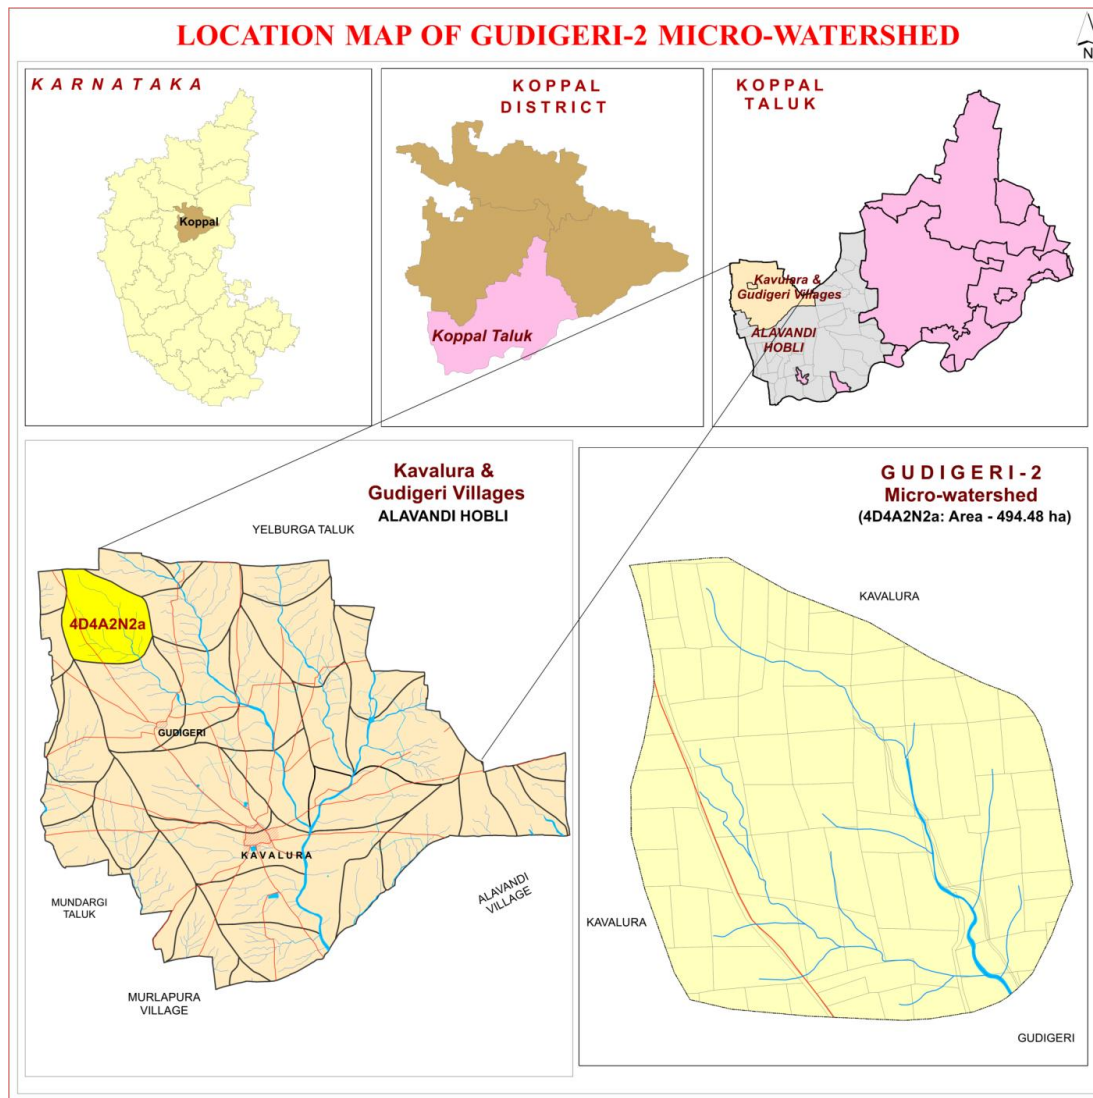 LOCATION MAP OF GUDIGERI-2 MICRO-WATERSHED
N
KARNATAKA
Koppal
KOPPAL
DISTRICT
Koppal Taluk
KOPPAL
TALUK
Kavulara &
Gudigeri Villages
ALAVANDI
HOBLI
Kavalura &
Gudigeri Villages
ALAVANDI HOBLI
YELBURGA TALUK
4D4A2N2a
GUDIGERI
KAVALURA
MUNDARGI
TALUK
ALAVANDI
VILLAGE
MURLAPURA
VILLAGE
GUDIGERI-2
Micro-watershed
(4D4A2N2a: Area - 494.48 ha)
KAVALURA
KAVALURA
GUDIGERI